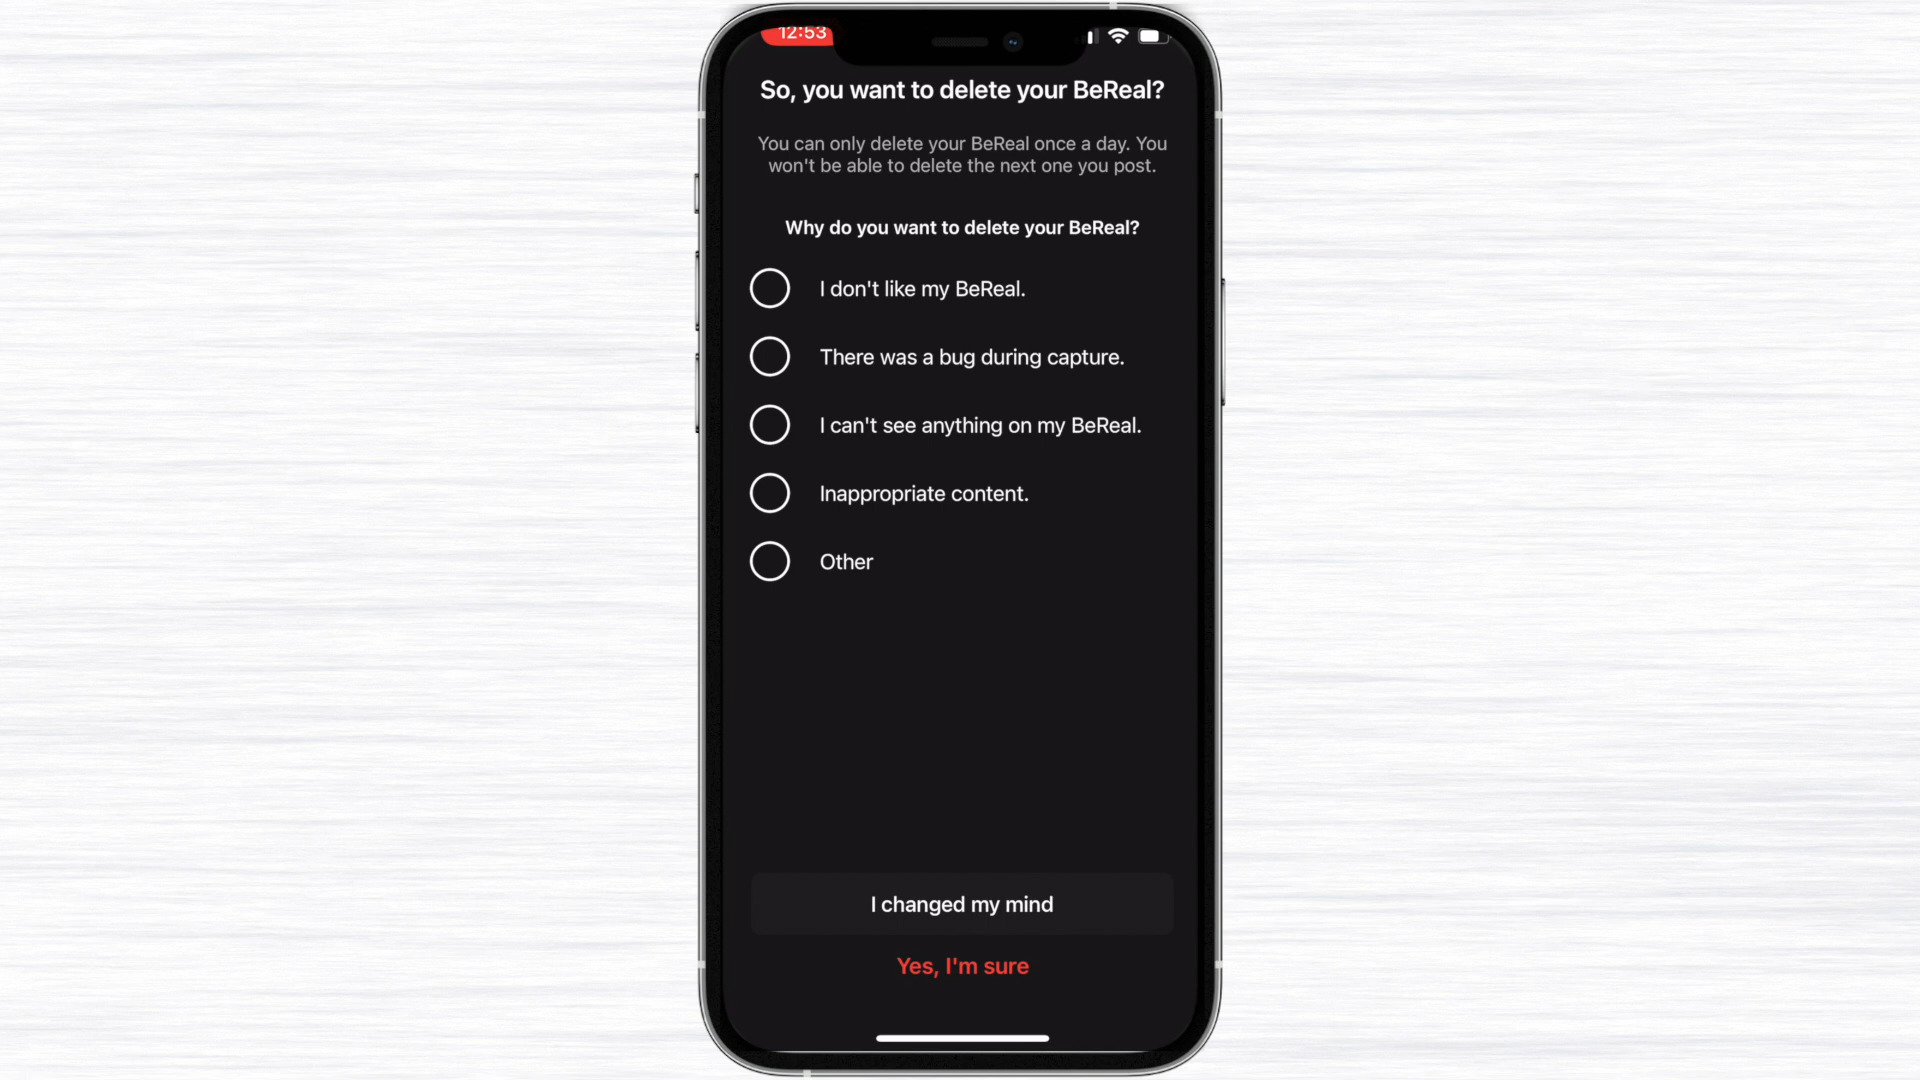 12:53
So, you want to delete your BeReal?
You can only delete your BeReal once a day. You
won't be able to delete the next one you post.
Why do you want to delete your BeReal?
I don't like my BeReal.
There was a bug during capture.
I can't see anything on my BeReal.
Inappropriate content.
Other
I changed my mind
Yes, I'm sure